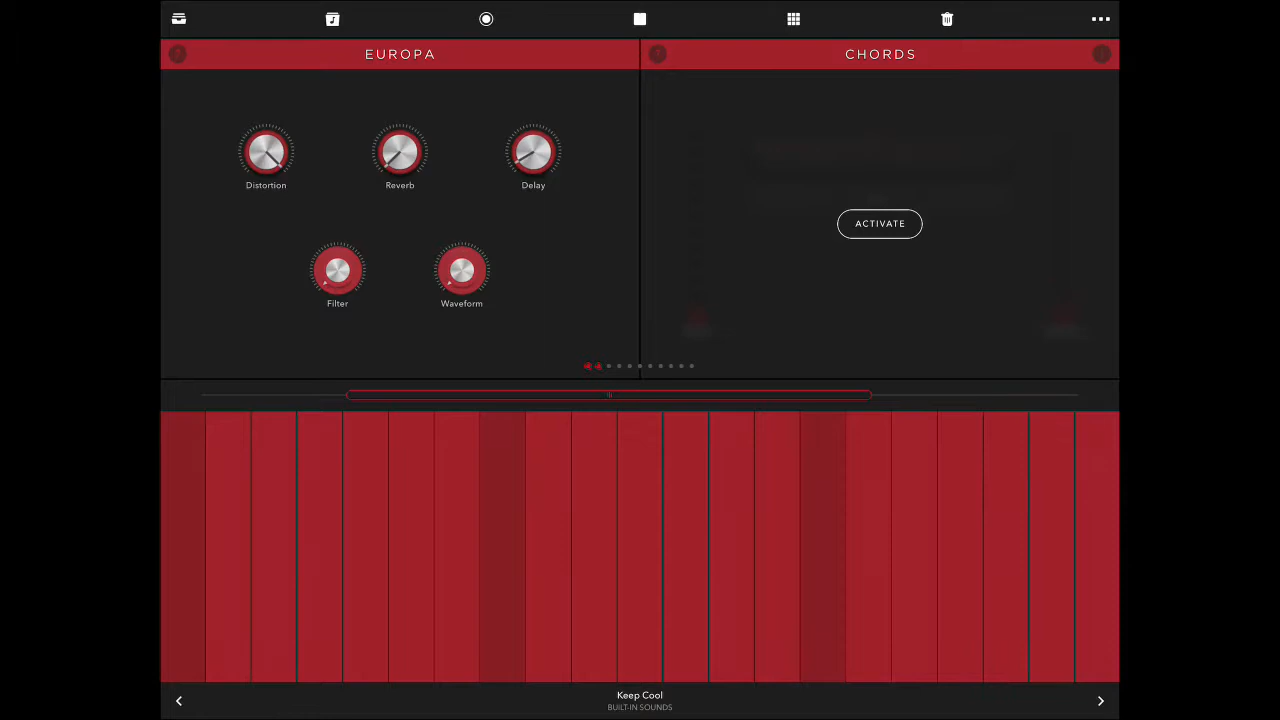 EUROPA
CHORDS
Distortion
Reverb
Delay
ACTIVATE
Filter
Waveform
Keep Cool
BUILT-IN SOUNDS